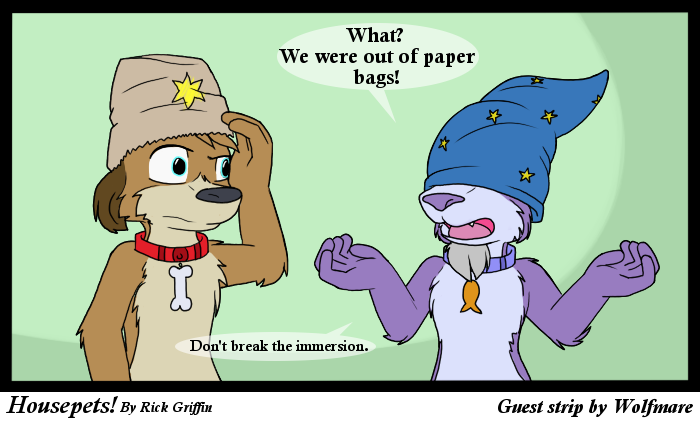 What?
We were out of paper
bags!
Don't break the immersion.
Housepets! By Rick Griffin
Guest strip by Wolfmare